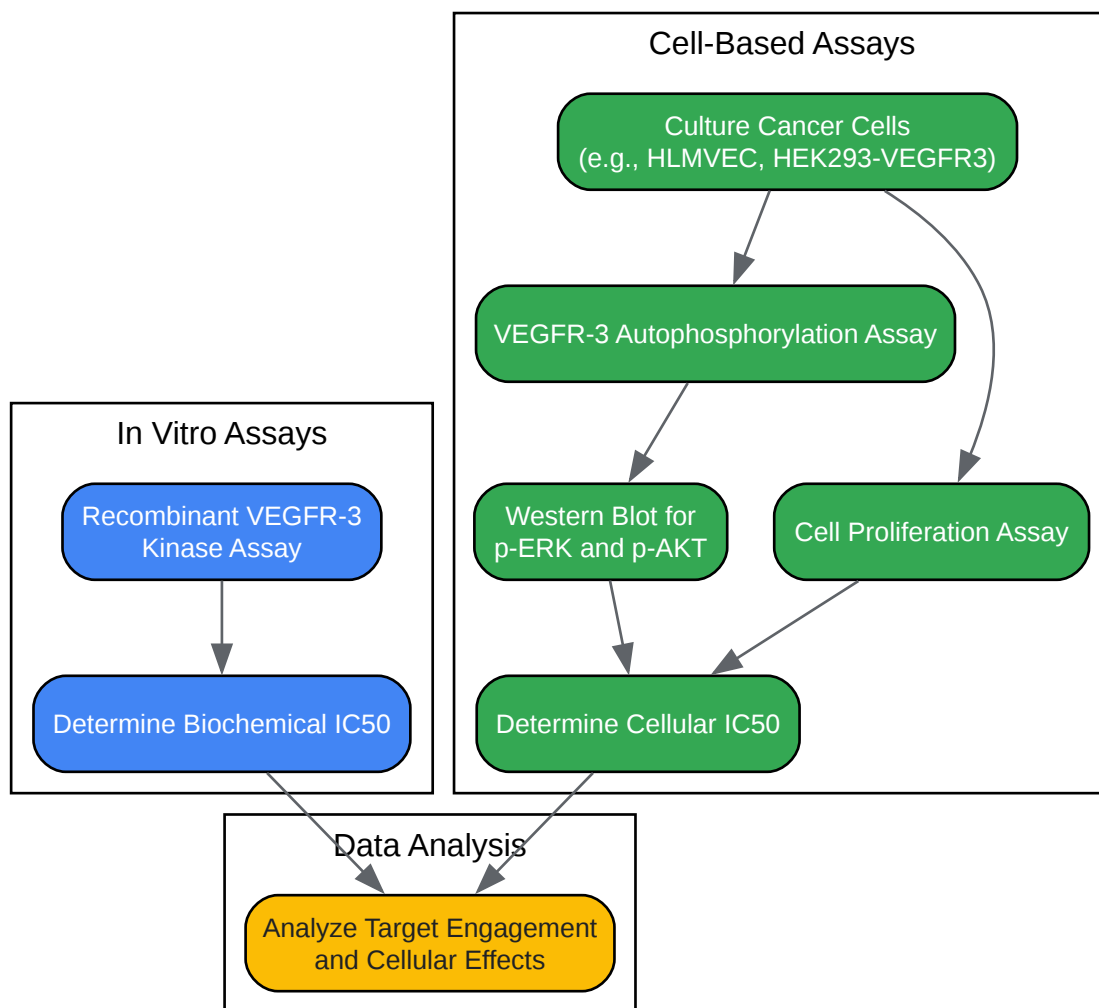 Cell-Based Assays
Culture Cancer Cells
(e.g., HLMVEC, HEK293-VEGFR3)
VEGFR-3 Autophosphorylation Assay
In Vitro Assays
Recombinant VEGFR-3
Kinase Assay
Western Blot for
p-ERK and p-AKT
Cell Proliferation Assay
Determine Biochemical IC50
Determine Cellular IC50
Data Analysis
Analyze Target Engagement
and Cellular Effects